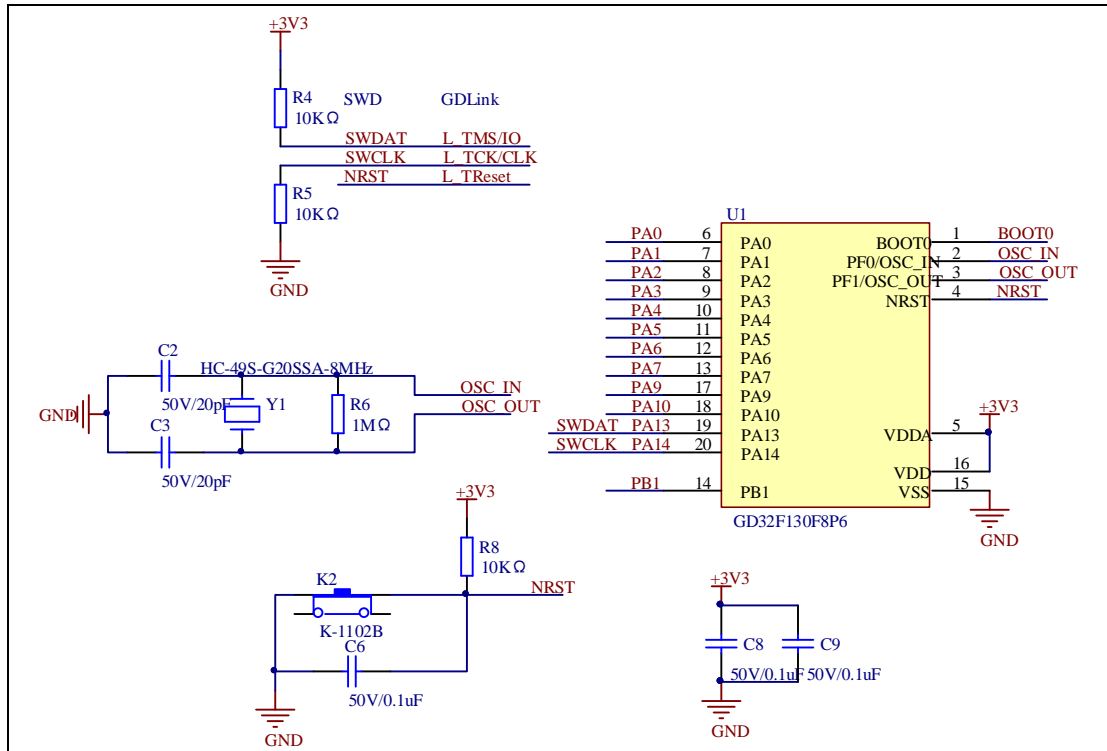 +3V3
R4
10KΩ
SWD GDLink
SWDAT L_TMS/IO
SWCLK L_TCK/CLK
NRST L_TReset
R5
10KΩ
GND
U1
PA0 6 PA0
PA1 7 PA1
PA2 8 PA2
PA3 9 PA3
PA4 10 PA4
PA5 11 PA5
PA6 12 PA6
PA7 13 PA7
PA9 17 PA9
PA10 18 PA10
SWDAT PA13 19 PA13
SWCLK PA14 20 PA14
PB1 14 PB1
BOOT0 1 BOOT0
PF0/OSC_IN 2 OSC_IN
PF1/OSC_OUT 3 OSC_OUT
NRST 4 NRST
+3V3
VDDA 5
VDD 16
VSS 15
GND
GD32F130F8P6
C2
HC-49S-G20SSA-8MHz
50V/20pF
Y1
R6
1MΩ
OSC_IN
OSC_OUT
GND
C3
50V/20pF
+3V3
R8
10KΩ
K2
NRST
K-1102B
C6
50V/0.1uF
GND
+3V3
C8 C9
50V/0.1uF 50V/0.1uF
GND